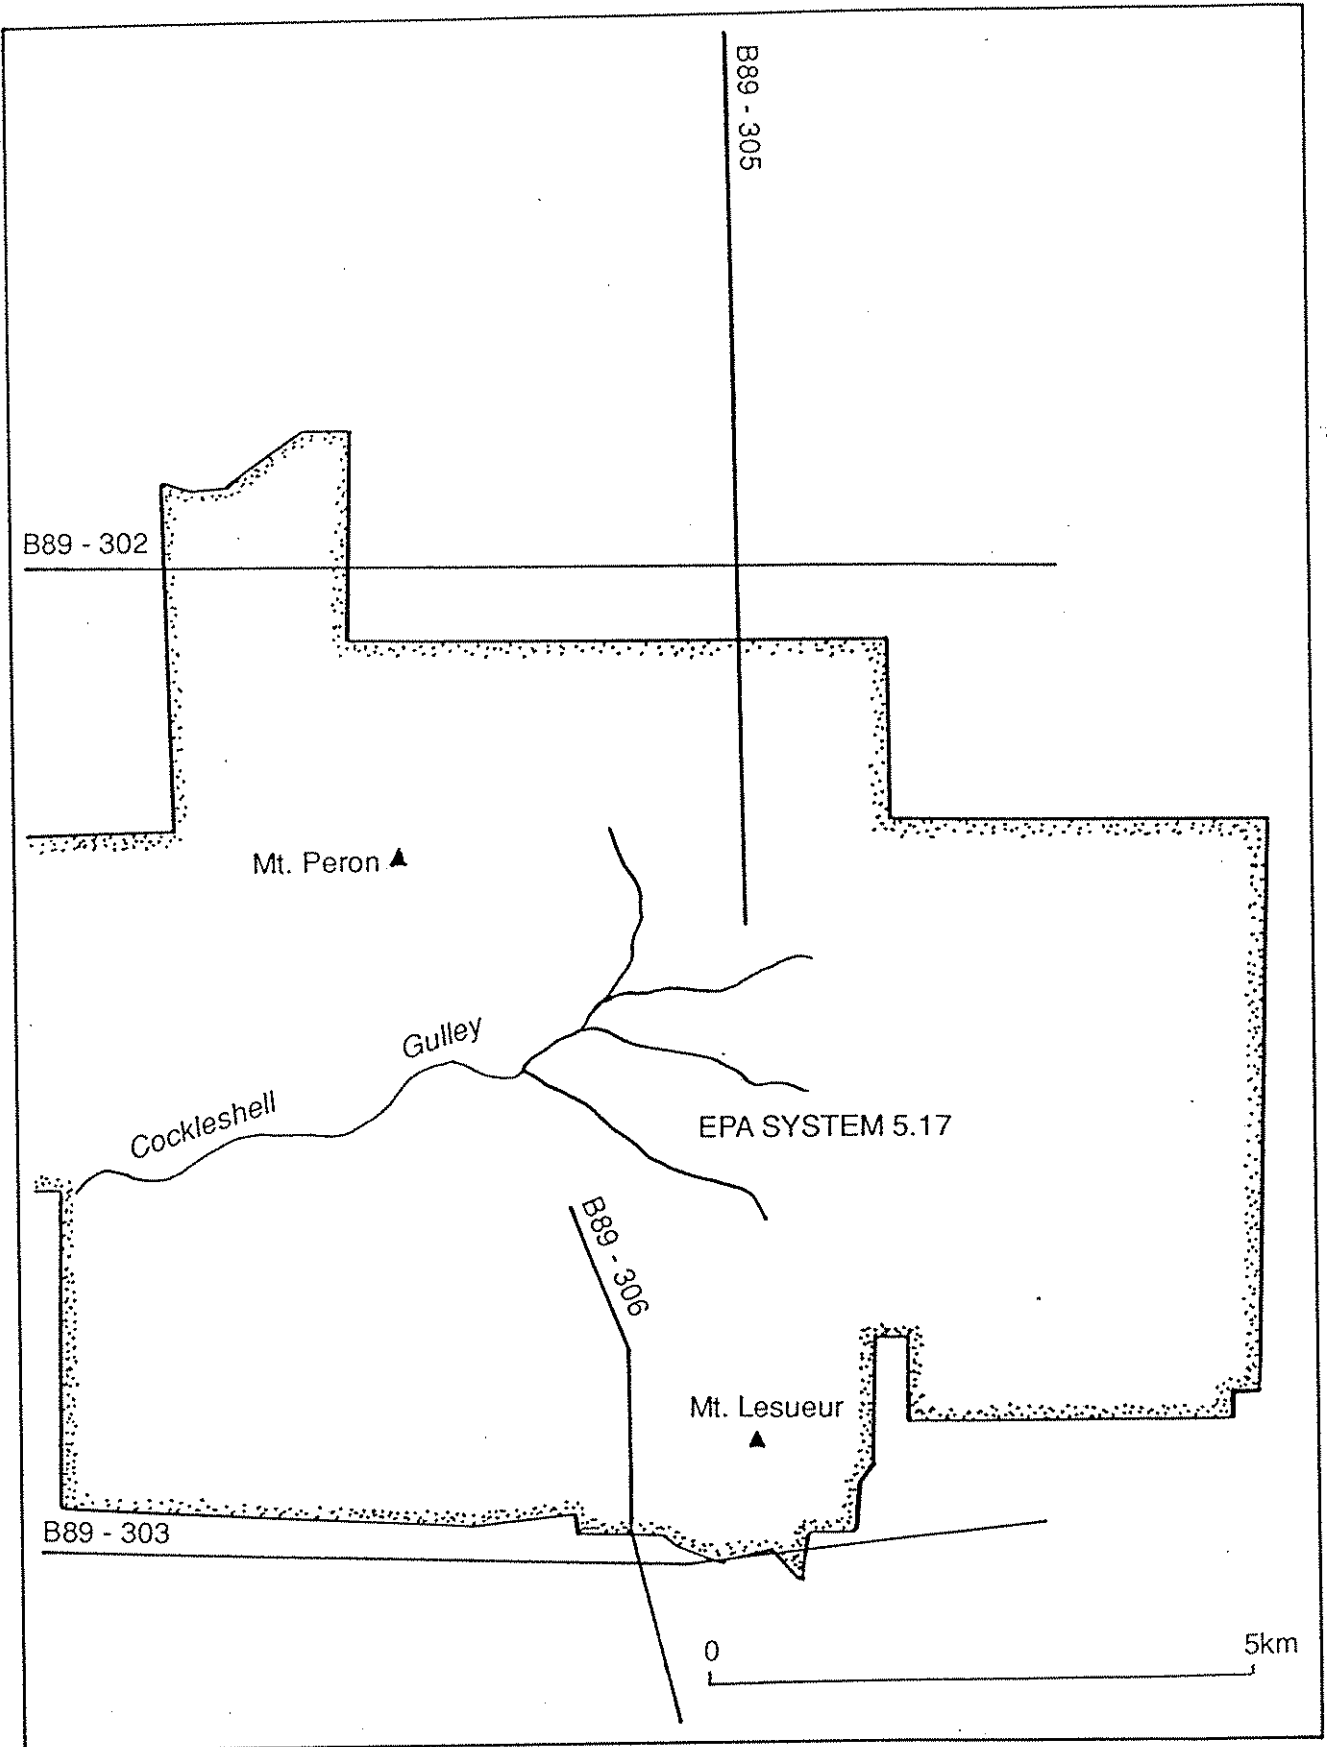 B89 - 305
B89 - 302
Mt. Peron
Gulley
Cockleshell
EPA SYSTEM 5.17
B89 - 306
Mt. Lesueur
B89 - 303
0 5km